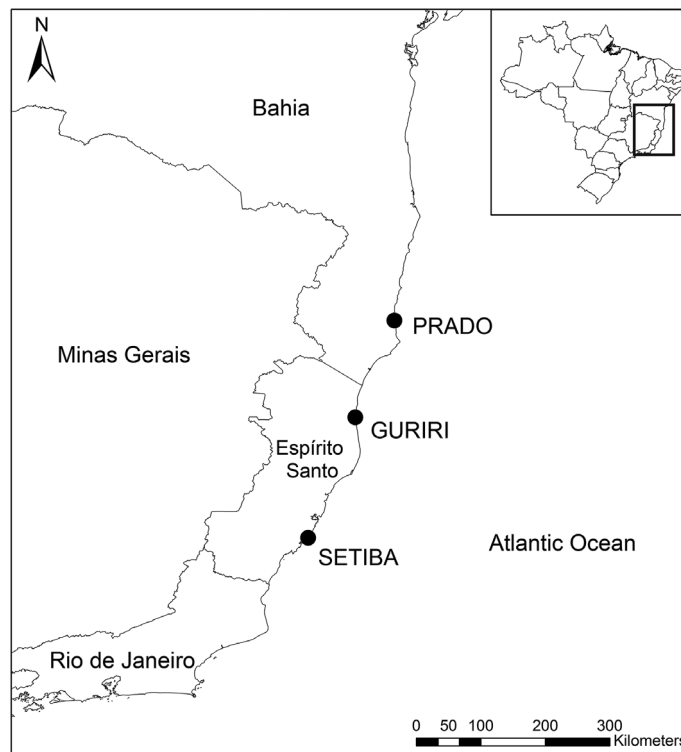 N
Bahia
PRADO
Minas Gerais
GURIRI
Espírito
Santo
SETIBA
Atlantic Ocean
Rio de Janeiro
0 50 100 200 300
Kilometers